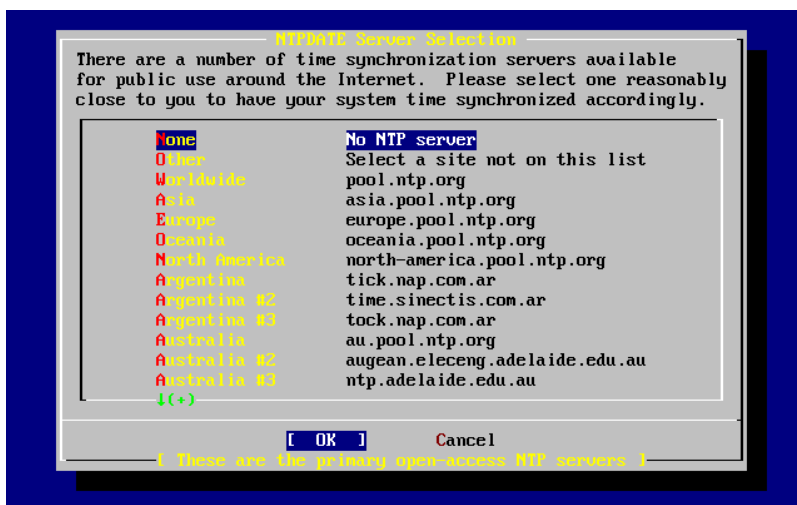 NTPDATE Server Selection
There are a number of time synchronization servers available
for public use around the Internet.  Please select one reasonably
close to you to have your system time synchronized accordingly.
None No NTP server
Other Select a site not on this list
Worldwide pool.ntp.org
Asia asia.pool.ntp.org
Europe europe.pool.ntp.org
Oceania oceania.pool.ntp.org
North America north-america.pool.ntp.org
Argentina tick.nap.com.ar
Argentina #2 time.sinectis.com.ar
Argentina #3 tock.nap.com.ar
Australia au.pool.ntp.org
Australia #2 augean.eleceng.adelaide.edu.au
Australia #3 ntp.adelaide.edu.au
↓(+)
[ OK ] Cancel
[ These are the primary open-access NTP servers ]